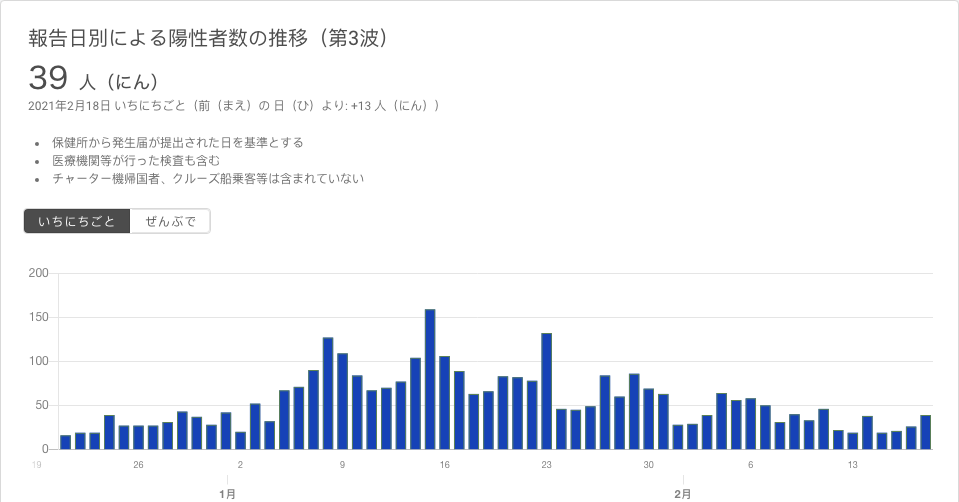 報告日別による陽性者数の推移（第3波）
39 人（にん）
2021年2月18日 いちにちごと（前（まえ）の 日（ひ）より: +13 人（にん））
保健所から発生届が提出された日を基準とする
医療機関等が行った検査も含む
チャーター機帰国者、クルーズ船乗客等は含まれていない
いちにちごと ぜんぶで
200
150
100
50
0
19 26 2 9 16 23 30 6 13
1月 2月